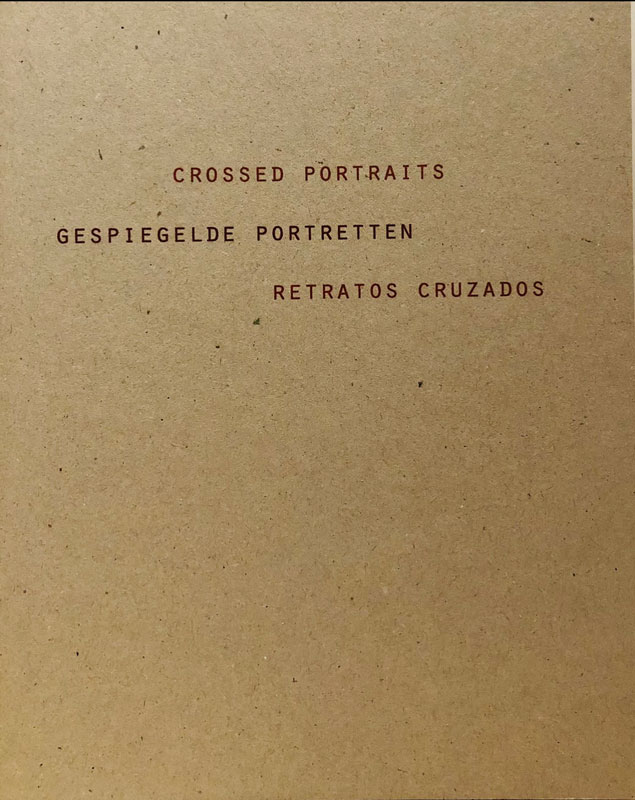 CROSSED PORTRAITS
GESPIEGELDE PORTRETTEN
RETRATOS CRUZADOS